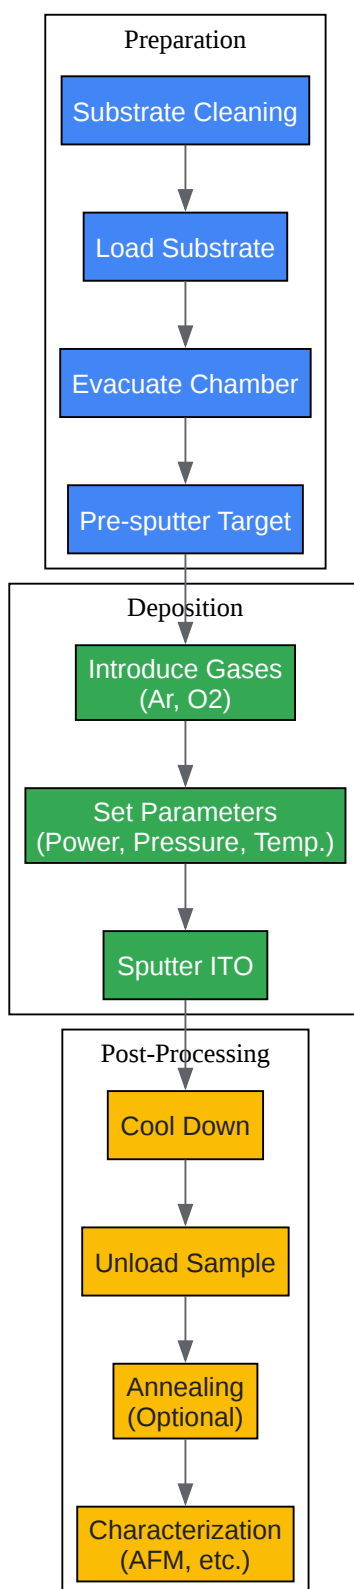 Preparation
Substrate Cleaning
Load Substrate
Evacuate Chamber
Pre-sputter Target
Deposition
Introduce Gases
(Ar, O2)
Set Parameters
(Power, Pressure, Temp.)
Sputter ITO
Post-Processing
Cool Down
Unload Sample
Annealing
(Optional)
Characterization
(AFM, etc.)